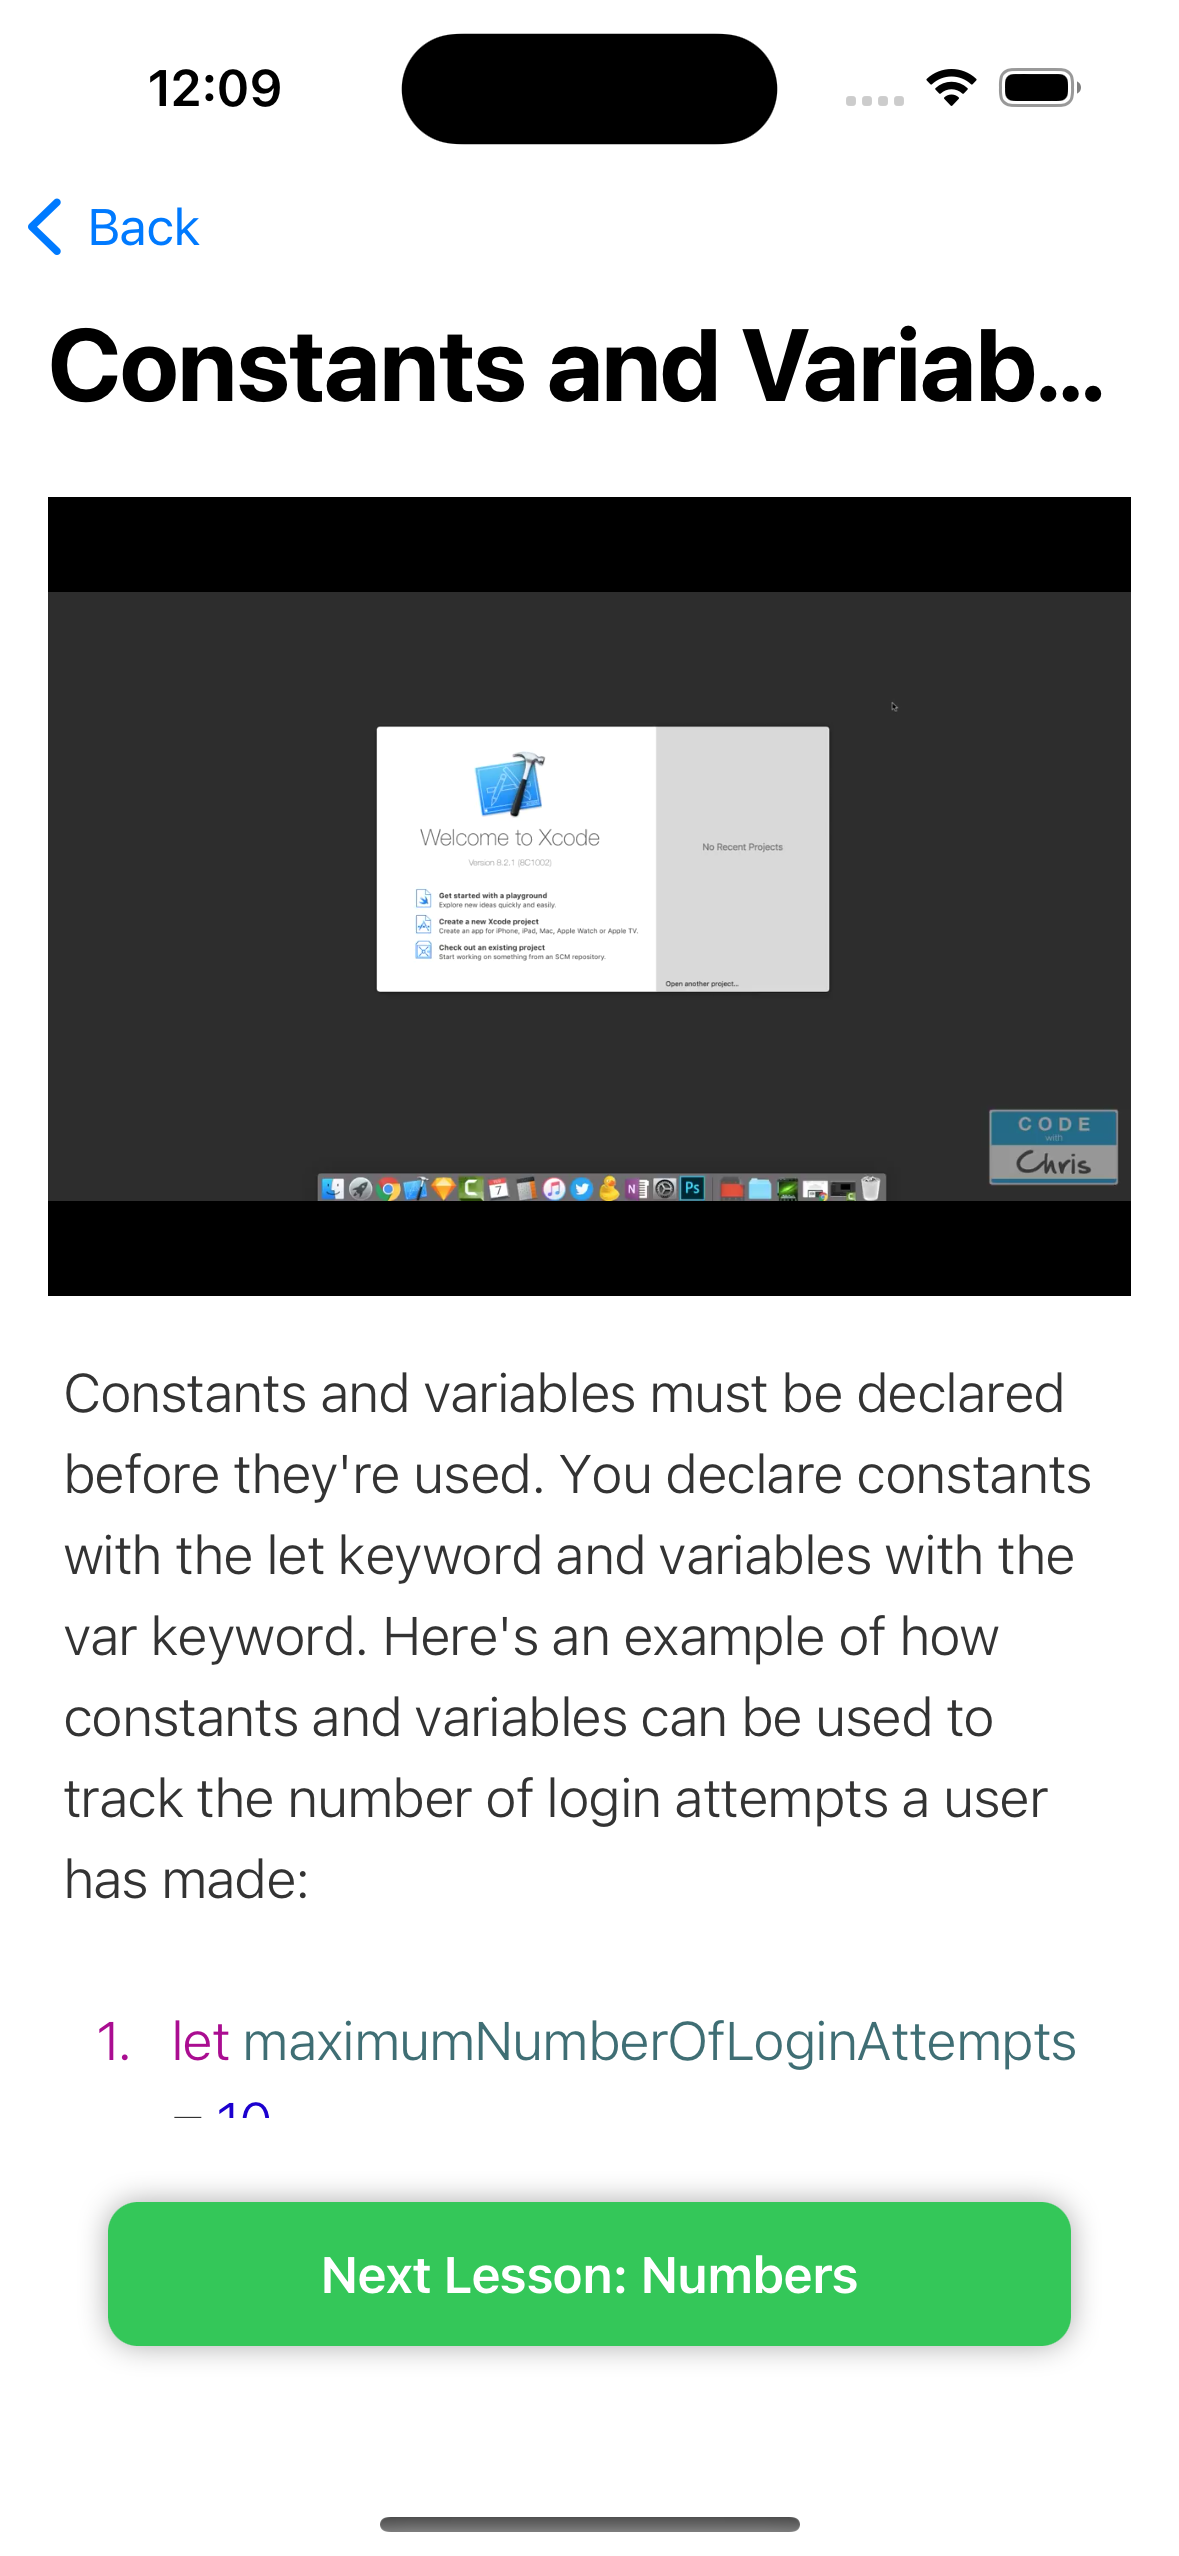 12:09
Back
Constants and Variab...
Welcome to Xcode
Version 8.2.1 (8C1002)
No Recent Projects
Get started with a playground
Explore new ideas quickly and easily.
Create a new Xcode project
Create an app for iPhone, iPad, Mac, Apple Watch or Apple TV.
Check out an existing project
Start working on something from an SCM repository.
Open another project...
CODE
with
Chris
7
N
Ps
Constants and variables must be declared
before they're used. You declare constants
with the let keyword and variables with the
var keyword. Here's an example of how
constants and variables can be used to
track the number of login attempts a user
has made:
1. let maximumNumberOfLoginAttempts
= 10
Next Lesson: Numbers